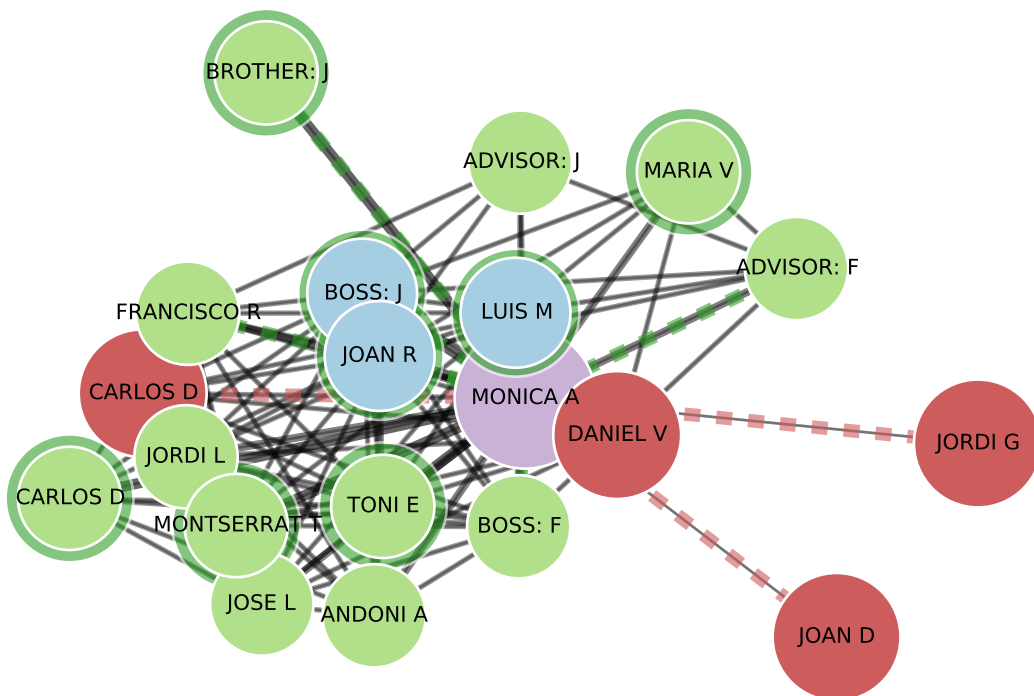 BROTHER: J
ADVISOR: J
MARIA V
ADVISOR: F
BOSS: J
FRANCISCO R
LUIS M
JOAN R
CARLOS D
MONICA A
DANIEL V
JORDI G
JORDI L
CARLOS D
TONI E
MONTSERRAT T
BOSS: F
JOSE L
ANDONI A
JOAN D